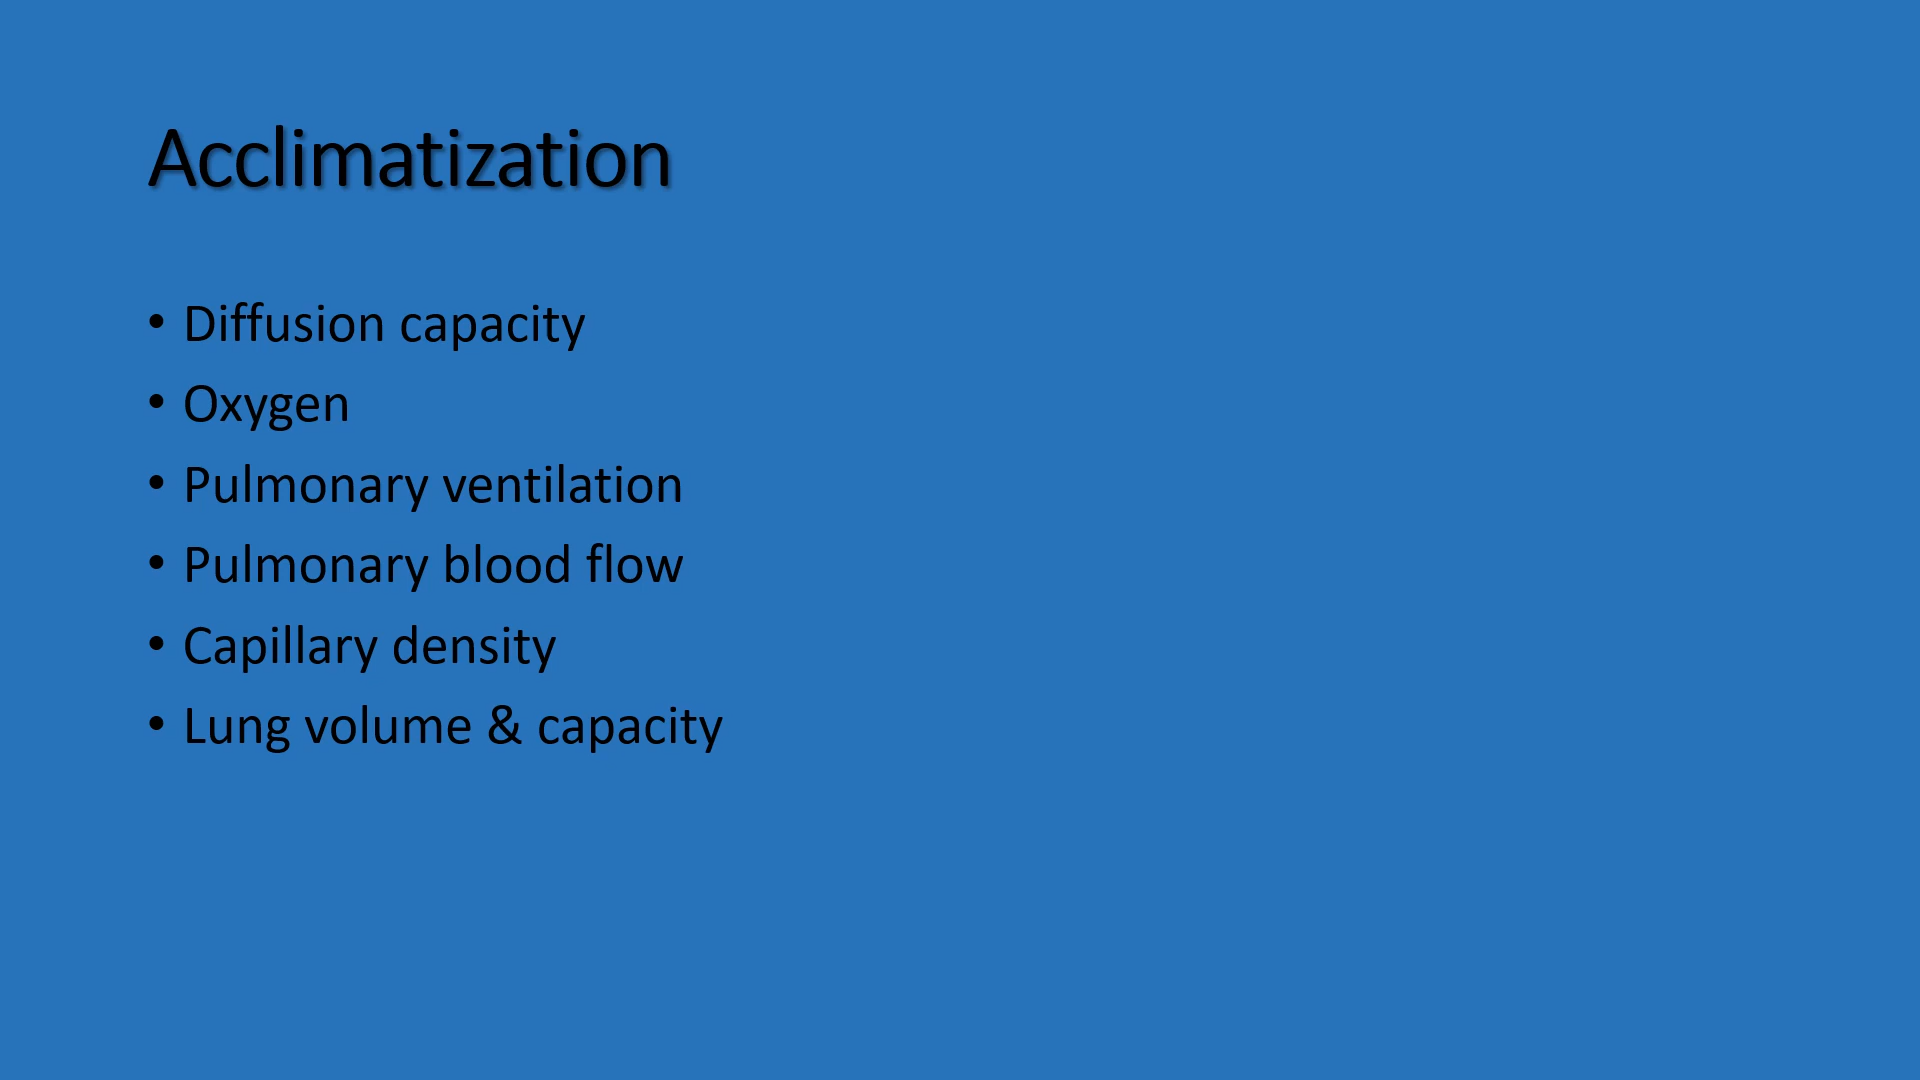 Acclimatization
• Diffusion capacity
• Oxygen
• Pulmonary ventilation
• Pulmonary blood flow
• Capillary density
• Lung volume & capacity